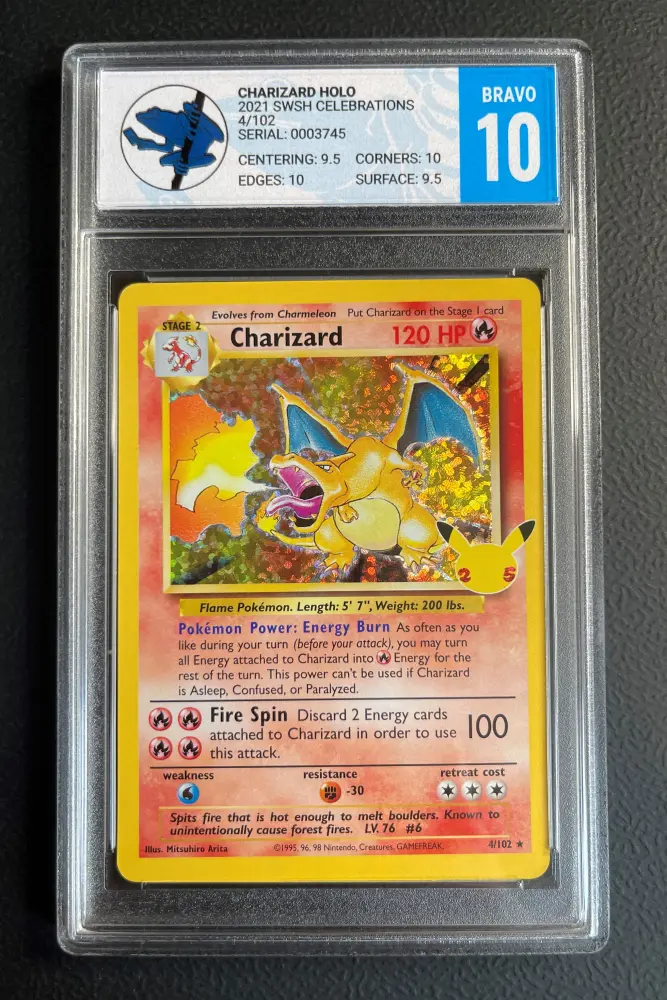 CHARIZARD HOLO
2021 SWSH CELEBRATIONS
4/102
SERIAL: 0003745
CENTERING: 9.5 CORNERS: 10
EDGES: 10 SURFACE: 9.5
BRAVO
10
Evolves from Charmeleon Put Charizard on the Stage 1 card
STAGE 2
Charizard 120 HP
25
Flame Pokémon. Length: 5' 7", Weight: 200 lbs.
Pokémon Power: Energy Burn As often as you
like during your turn (before your attack), you may turn
all Energy attached to Charizard into Energy for the
rest of the turn. This power can't be used if Charizard
is Asleep, Confused, or Paralyzed.
Fire Spin Discard 2 Energy cards
attached to Charizard in order to use 100
this attack.
weakness resistance retreat cost
-30
Spits fire that is hot enough to melt boulders. Known to
unintentionally cause forest fires. LV. 76 #6
Illus. Mitsuhiro Arita ©1995, 96, 98 Nintendo, Creatures, GAMEFREAK. 4/102 ★